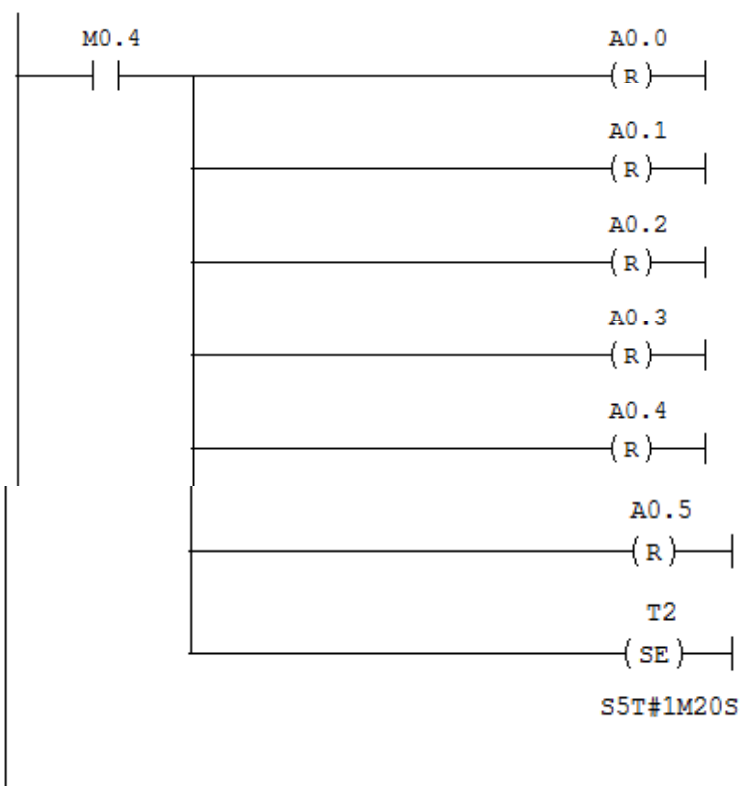 M0.4 A0.0
( R )
A0.1
( R )
A0.2
( R )
A0.3
( R )
A0.4
( R )
A0.5
( R )
T2
( SE )
S5T#1M20S